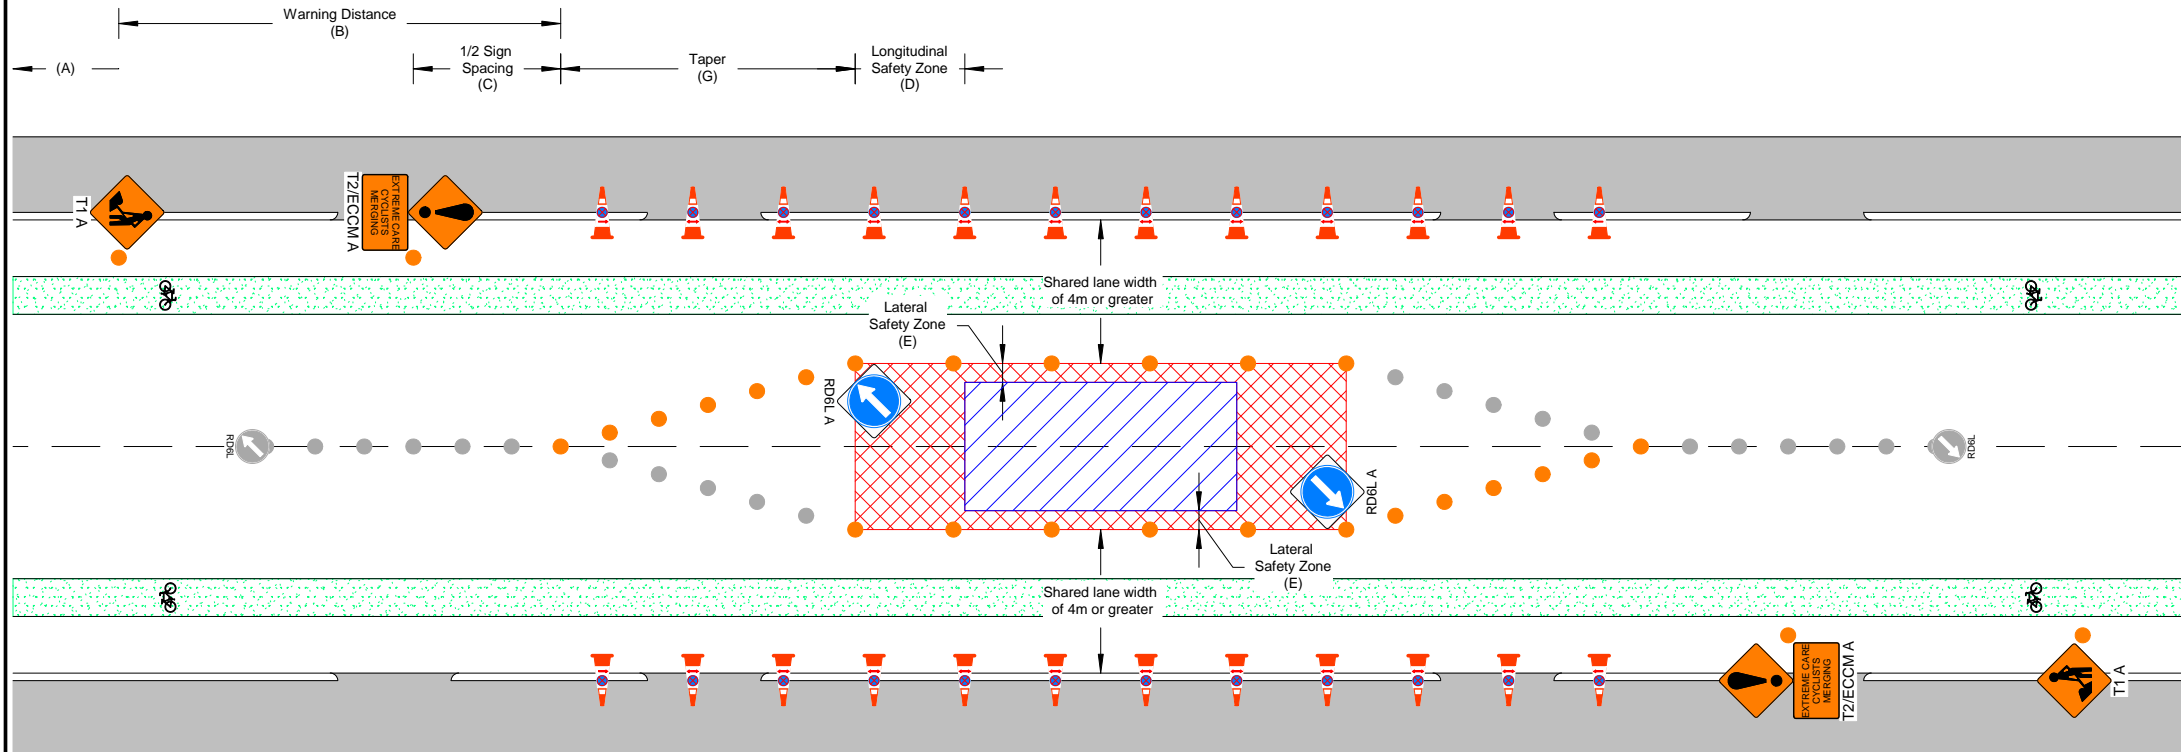 Warning Distance
(B)
(A)
1/2 Sign
Spacing
(C)
Taper
(G)
Longitudinal
Safety Zone
(D)
T1 A
T2/ECCM A
EXTREME CARE
CYCLISTS
MERGING
Shared lane width
of 4m or greater
Lateral
Safety Zone
(E)
RD6L A
RD6L
RD6L A
RD6L
Lateral
Safety Zone
(E)
Shared lane width
of 4m or greater
EXTREME CARE
CYCLISTS
MERGING
T2/ECCM A
T1 A